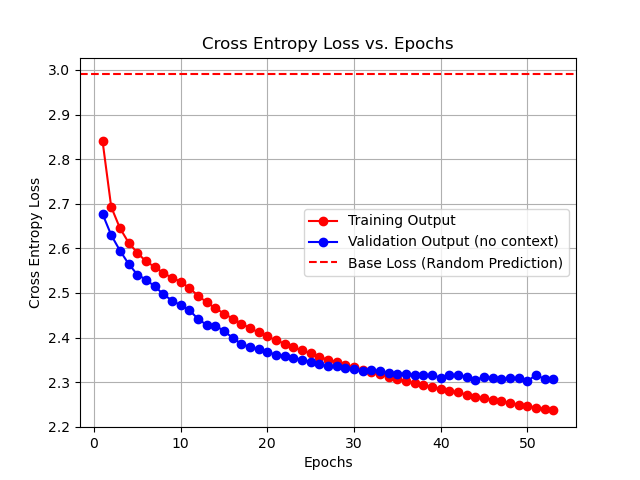 Cross Entropy Loss vs. Epochs
3.0
2.9
2.8
2.7
2.6
2.5
2.4
2.3
2.2
Cross Entropy Loss
Training Output
Validation Output (no context)
Base Loss (Random Prediction)
0 10 20 30 40 50
Epochs